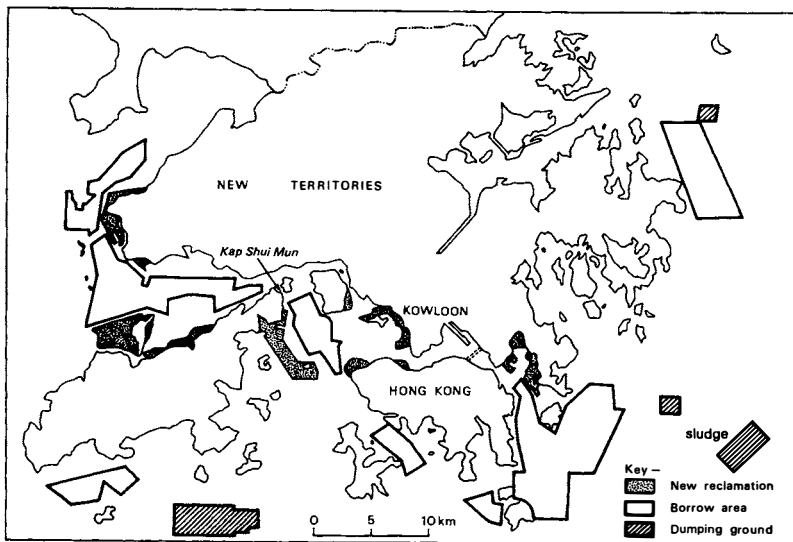 NEW TERRITORIES
Kap Shui Mun
KOWLOON
HONG KONG
sludge
Key —
New reclamation
Borrow area
Dumping ground
0 5 10 km